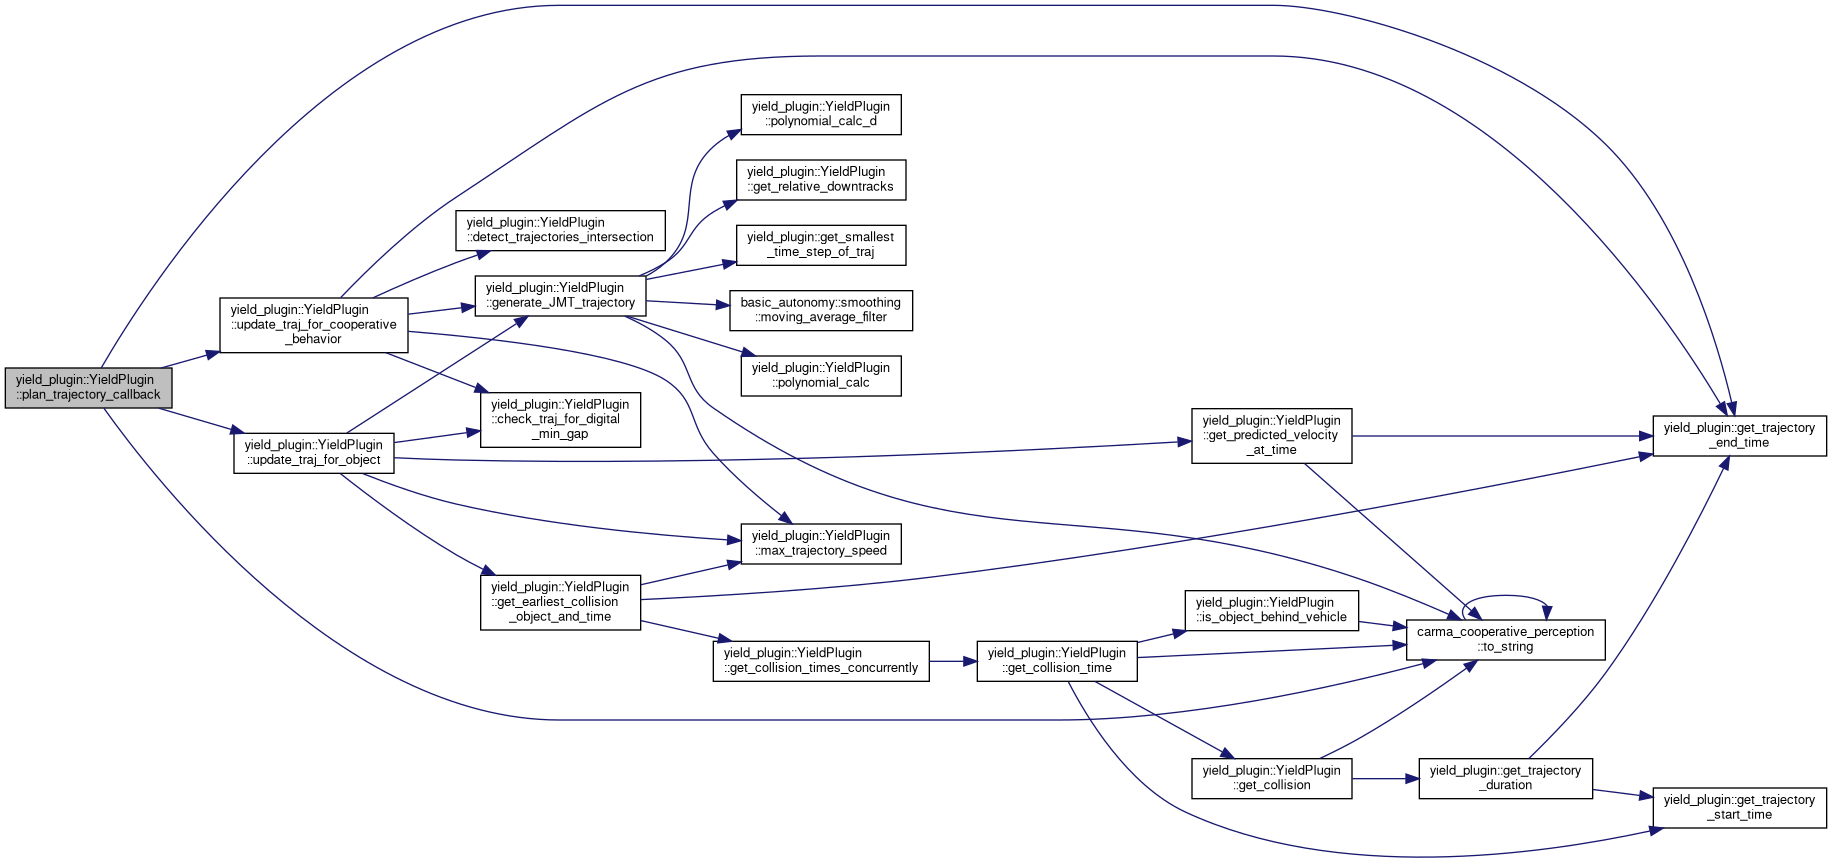 yield_plugin::YieldPlugin
::polynomial_calc_d
yield_plugin::YieldPlugin
::get_relative_downtracks
yield_plugin::YieldPlugin
::detect_trajectories_intersection
yield_plugin::get_smallest
_time_step_of_traj
yield_plugin::YieldPlugin
::generate_JMT_trajectory
basic_autonomy::smoothing
::moving_average_filter
yield_plugin::YieldPlugin
::update_traj_for_cooperative
_behavior
yield_plugin::YieldPlugin
::polynomial_calc
yield_plugin::YieldPlugin
::plan_trajectory_callback
yield_plugin::YieldPlugin
::check_traj_for_digital
_min_gap
yield_plugin::YieldPlugin
::get_predicted_velocity
_at_time
yield_plugin::get_trajectory
_end_time
yield_plugin::YieldPlugin
::update_traj_for_object
yield_plugin::YieldPlugin
::max_trajectory_speed
yield_plugin::YieldPlugin
::get_earliest_collision
_object_and_time
yield_plugin::YieldPlugin
::is_object_behind_vehicle
carma_cooperative_perception
::to_string
yield_plugin::YieldPlugin
::get_collision_times_concurrently
yield_plugin::YieldPlugin
::get_collision_time
yield_plugin::YieldPlugin
::get_collision
yield_plugin::get_trajectory
_duration
yield_plugin::get_trajectory
_start_time